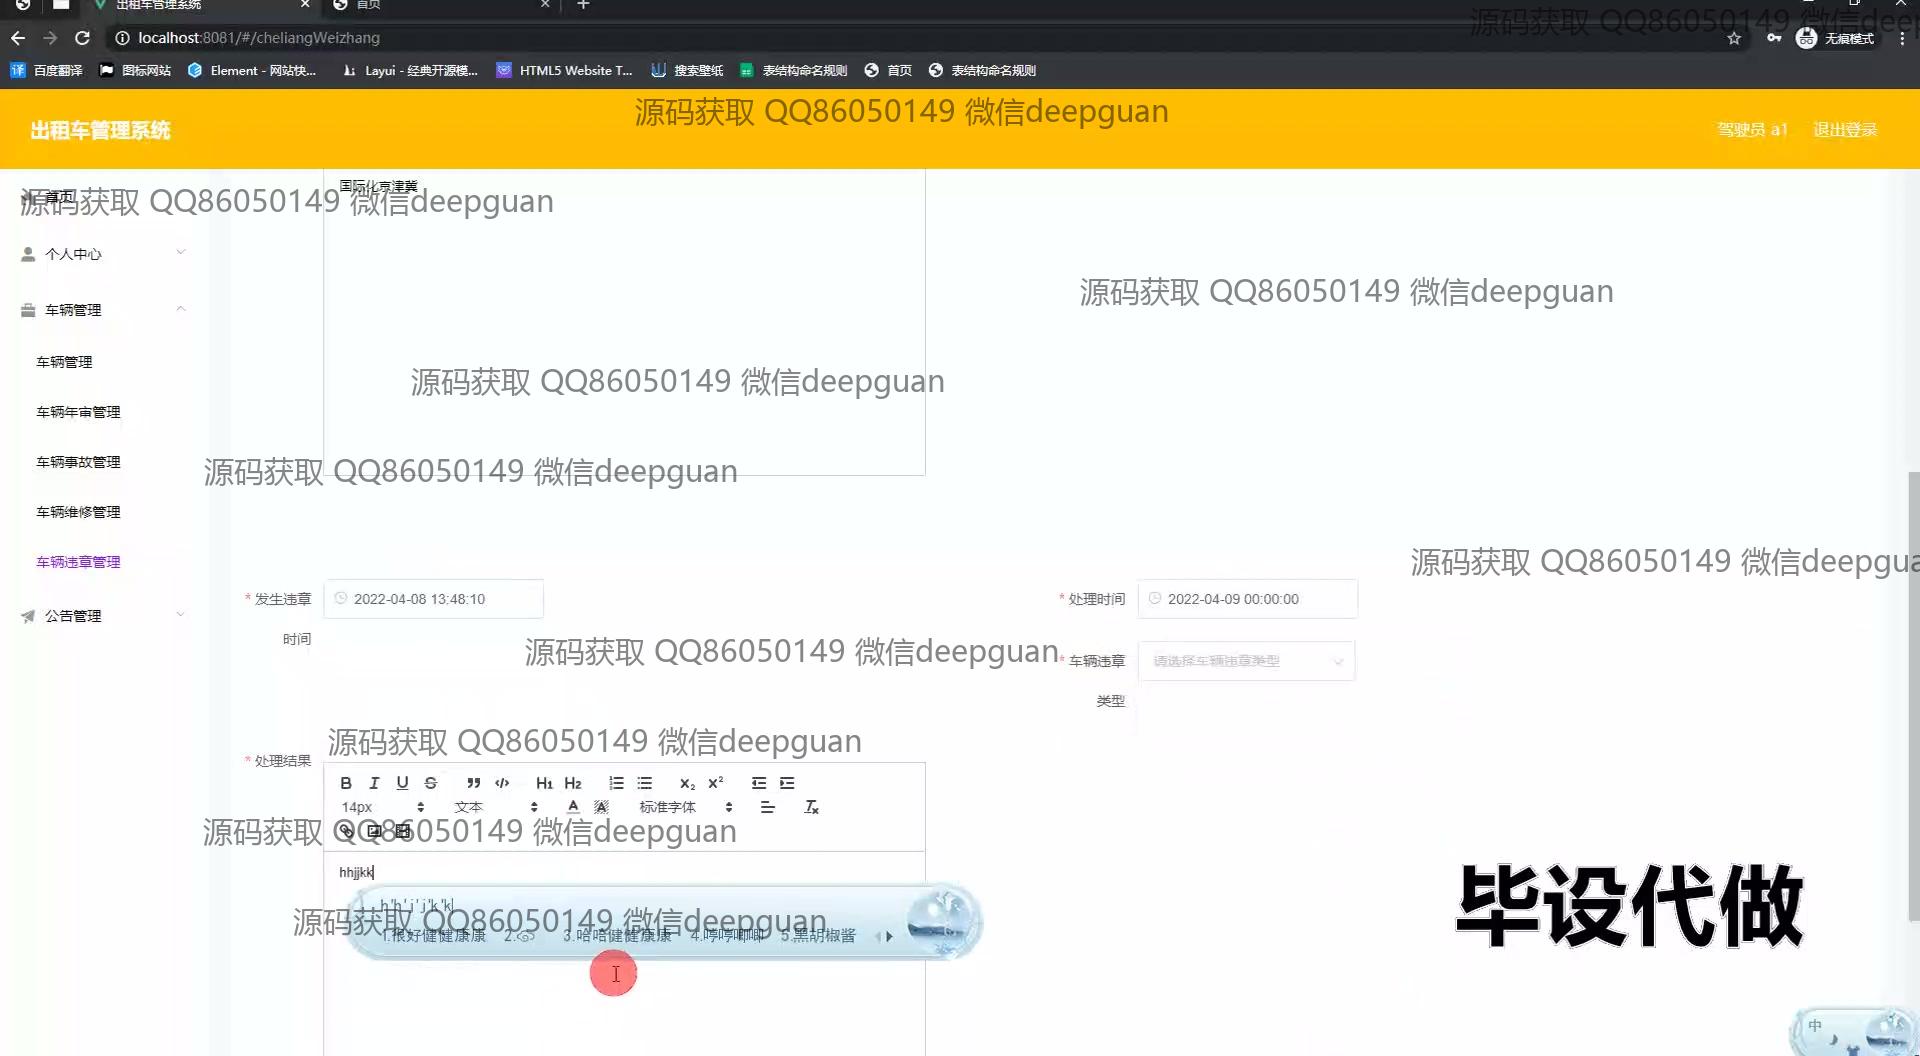 出租车管理系统
首页
源码获取 QQ86050149 微信deep
localhost:8081/#/cheliangWeizhang
无痕模式
百度翻译
图标网站
Element - 网站快...
Layui - 经典开源模...
HTML5 Website T...
搜索壁纸
表结构命名规则
首页
表结构命名规则
源码获取 QQ86050149 微信deepguan
出租车管理系统
驾驶员 a1
退出登录
国际化京津冀
首页
源码获取 QQ86050149 微信deepguan
个人中心
源码获取 QQ86050149 微信deepguan
车辆管理
车辆管理
源码获取 QQ86050149 微信deepguan
车辆年审管理
车辆事故管理
源码获取 QQ86050149 微信deepguan
车辆维修管理
车辆违章管理
源码获取 QQ86050149 微信deepgua
* 发生违章
时间
2022-04-08 13:48:10
* 处理时间
2022-04-09 00:00:00
公告管理
源码获取 QQ86050149 微信deepguan
* 车辆违章
类型
请选择车辆违章类型
源码获取 QQ86050149 微信deepguan
* 处理结果
B I U S H1 H2 x₂ x²
14px
文本
标准字体
源码获取 QQ86050149 微信deepguan
hhjjkk
h'h'j'j'k'k
源码获取 QQ86050149 微信deepguan
1.很好健健康康 2. 3.哈哈健健康康 4.哼哼唧唧 5.黑胡椒酱
毕设代做
中